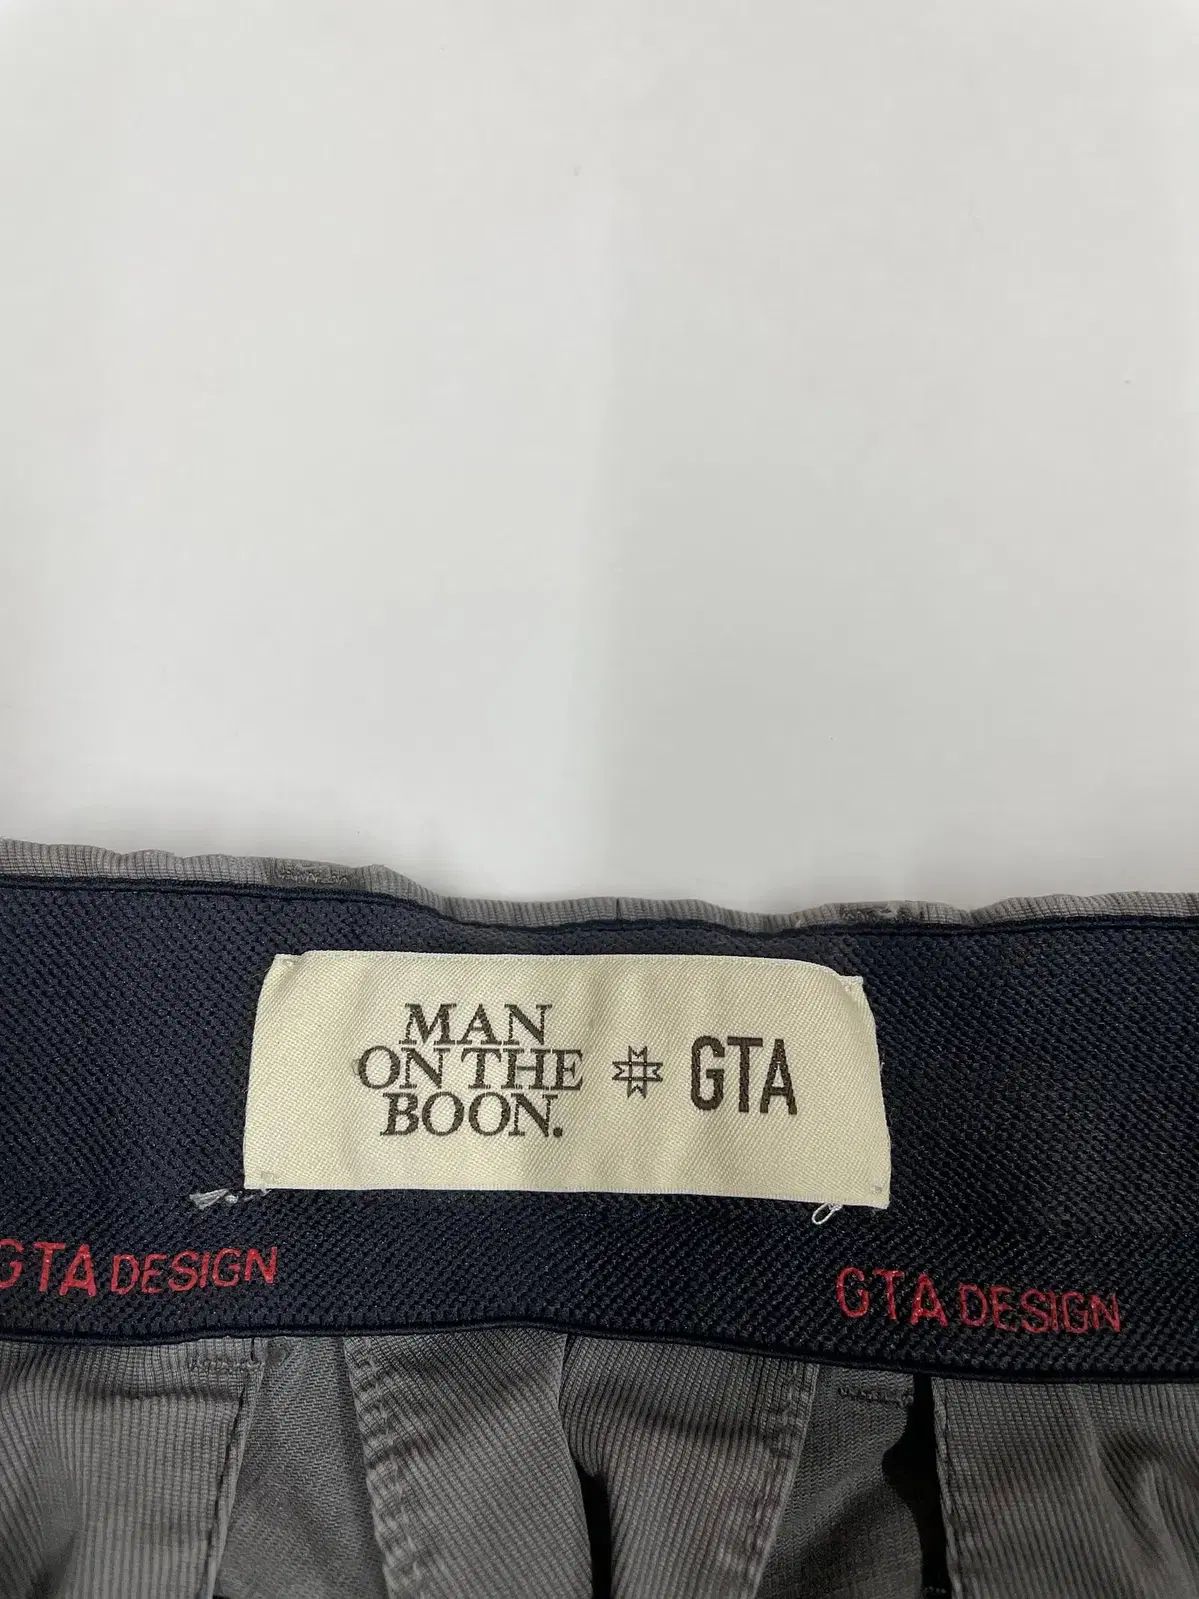 MAN
ON THE
BOON.
GTA
GTA DESIGN
GTA DESIGN